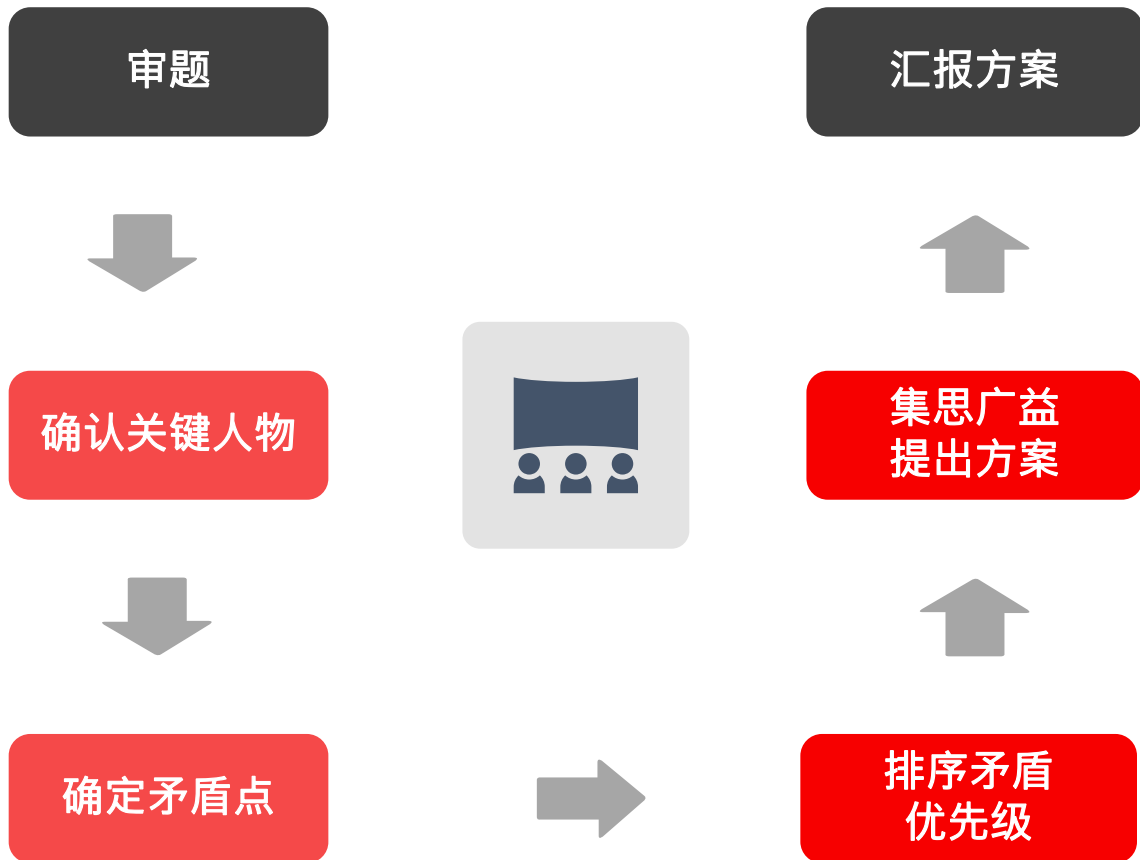 审题
确认关键人物
确定矛盾点
排序矛盾
优先级
集思广益
提出方案
汇报方案